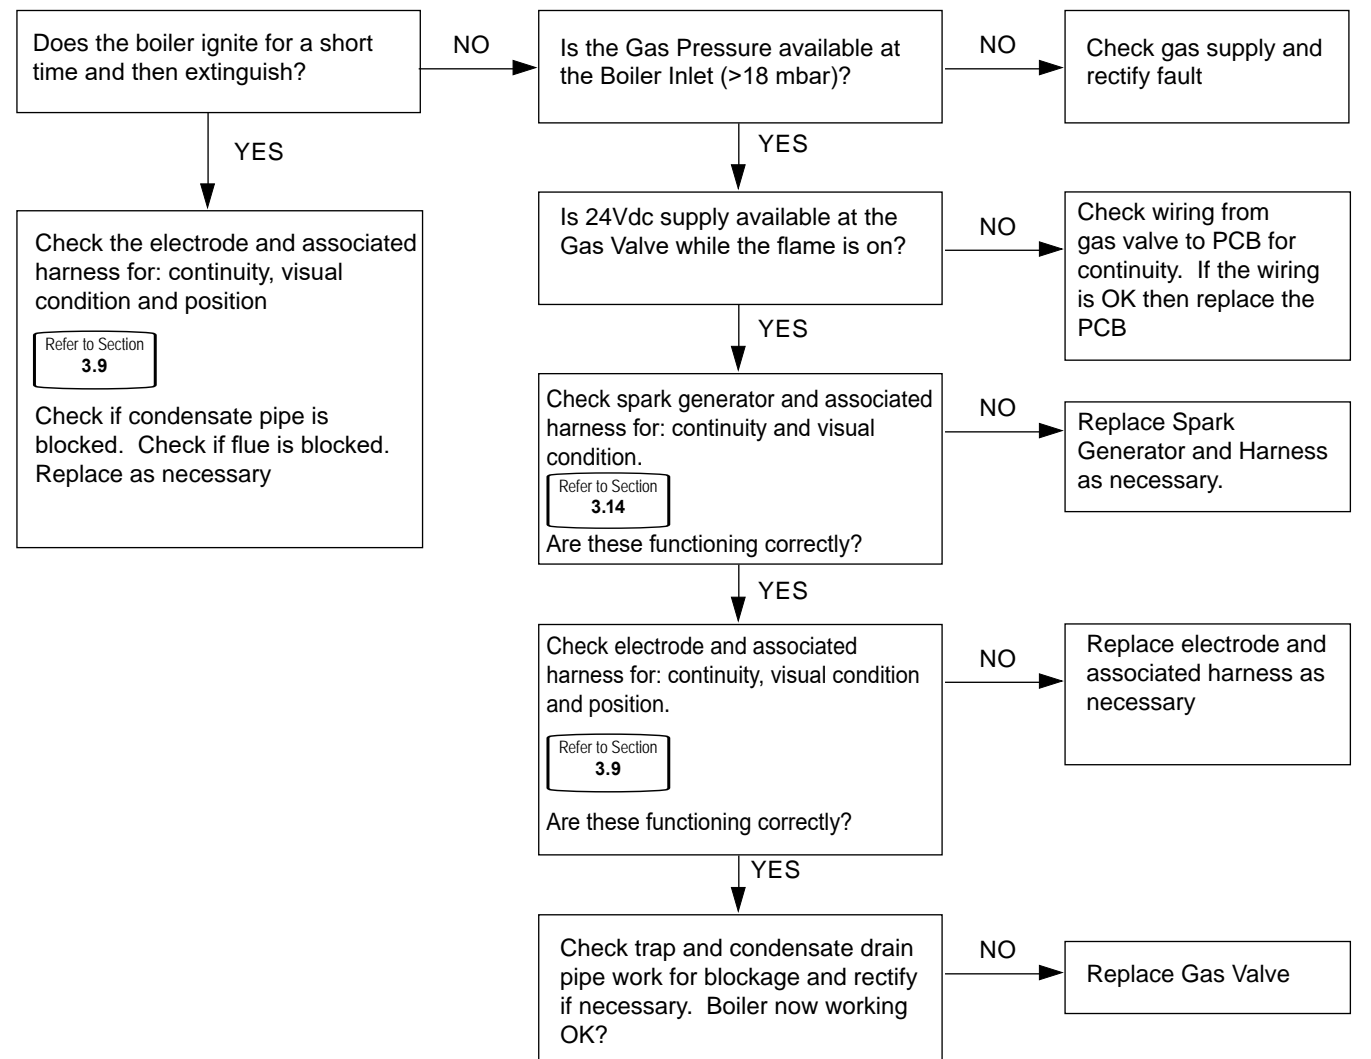 Does the boiler ignite for a short
time and then extinguish?
NO
Is the Gas Pressure available at
the Boiler Inlet (>18 mbar)?
NO
Check gas supply and
rectify fault
YES
YES
Check the electrode and associated
harness for: continuity, visual
condition and position
Refer to Section
3.9
Check if condensate pipe is
blocked.  Check if flue is blocked.
Replace as necessary
Is 24Vdc supply available at the
Gas Valve while the flame is on?
NO
Check wiring from
gas valve to PCB for
continuity.  If the wiring
is OK then replace the
PCB
YES
Check spark generator and associated
harness for: continuity and visual
condition.
Refer to Section
3.14
Are these functioning correctly?
NO
Replace Spark
Generator and Harness
as necessary.
YES
Check electrode and associated
harness for: continuity, visual condition
and position.
Refer to Section
3.9
Are these functioning correctly?
NO
Replace electrode and
associated harness as
necessary
YES
Check trap and condensate drain
pipe work for blockage and rectify
if necessary.  Boiler now working
OK?
NO
Replace Gas Valve